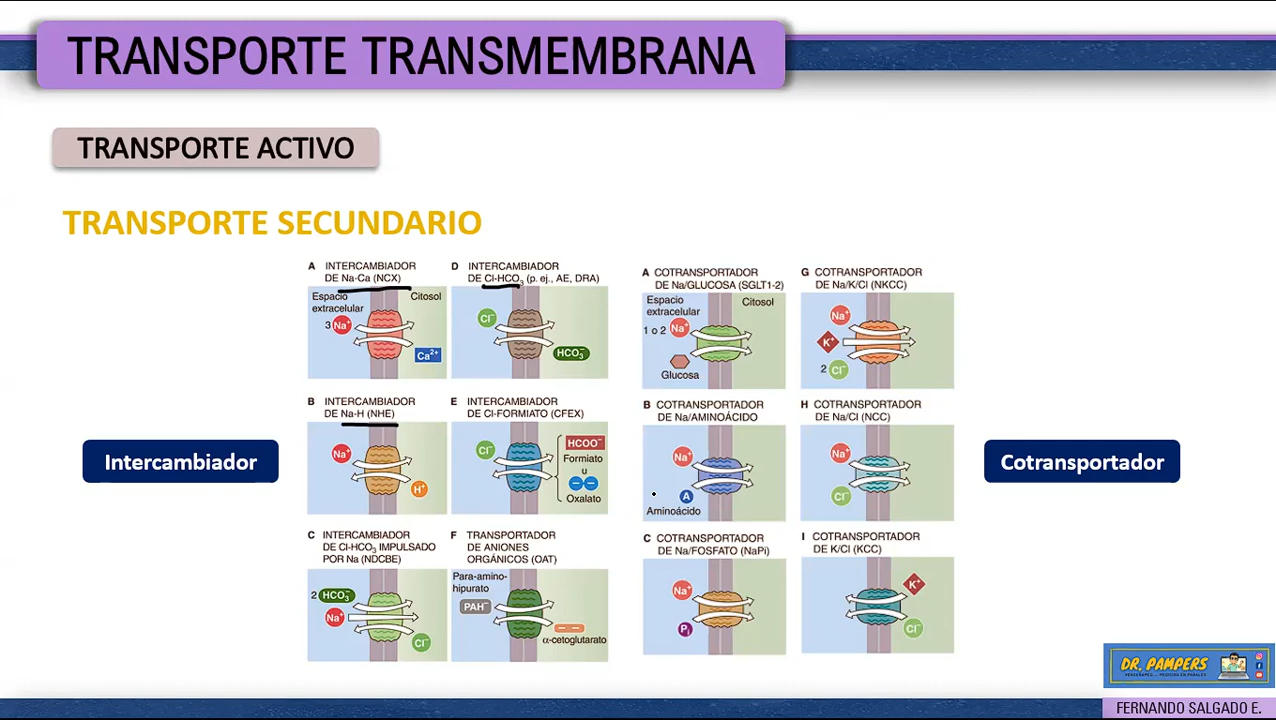 TRANSPORTE TRANSMEMBRANA
TRANSPORTE ACTIVO
TRANSPORTE SECUNDARIO
Intercambiador
A INTERCAMBIADOR
DE Na-Ca (NCX)
Espacio
extracelular
Citosol
3 Na⁺
Ca²⁺
B INTERCAMBIADOR
DE Na-H (NHE)
Na⁺
H⁺
C INTERCAMBIADOR
DE Cl-HCO₃ IMPULSADO
POR Na (NDCBE)
2 HCO₃⁻
Na⁺
Cl⁻
D INTERCAMBIADOR
DE Cl-HCO₃ (p. ej., AE, DRA)
Cl⁻
HCO₃⁻
E INTERCAMBIADOR
DE Cl-FORMIATO (CFEX)
Cl⁻
HCOO⁻
Formiato
u
Oxalato
F TRANSPORTADOR
DE ANIONES
ORGÁNICOS (OAT)
Para-amino-
hipurato
PAH⁻
α-cetoglutarato
A COTRANSPORTADOR
DE Na/GLUCOSA (SGLT1-2)
Espacio
extracelular
Citosol
1 o 2 Na⁺
Glucosa
B COTRANSPORTADOR
DE Na/AMINOÁCIDO
Na⁺
A
Aminoácido
C COTRANSPORTADOR
DE Na/FOSFATO (NaPi)
Na⁺
Pi
G COTRANSPORTADOR
DE Na/K/Cl (NKCC)
Na⁺
K⁺
2 Cl⁻
H COTRANSPORTADOR
DE Na/Cl (NCC)
Na⁺
Cl⁻
I COTRANSPORTADOR
DE K/Cl (KCC)
K⁺
Cl⁻
Cotransportador
DR. PAMPERS
FERNANDO SALGADO E.